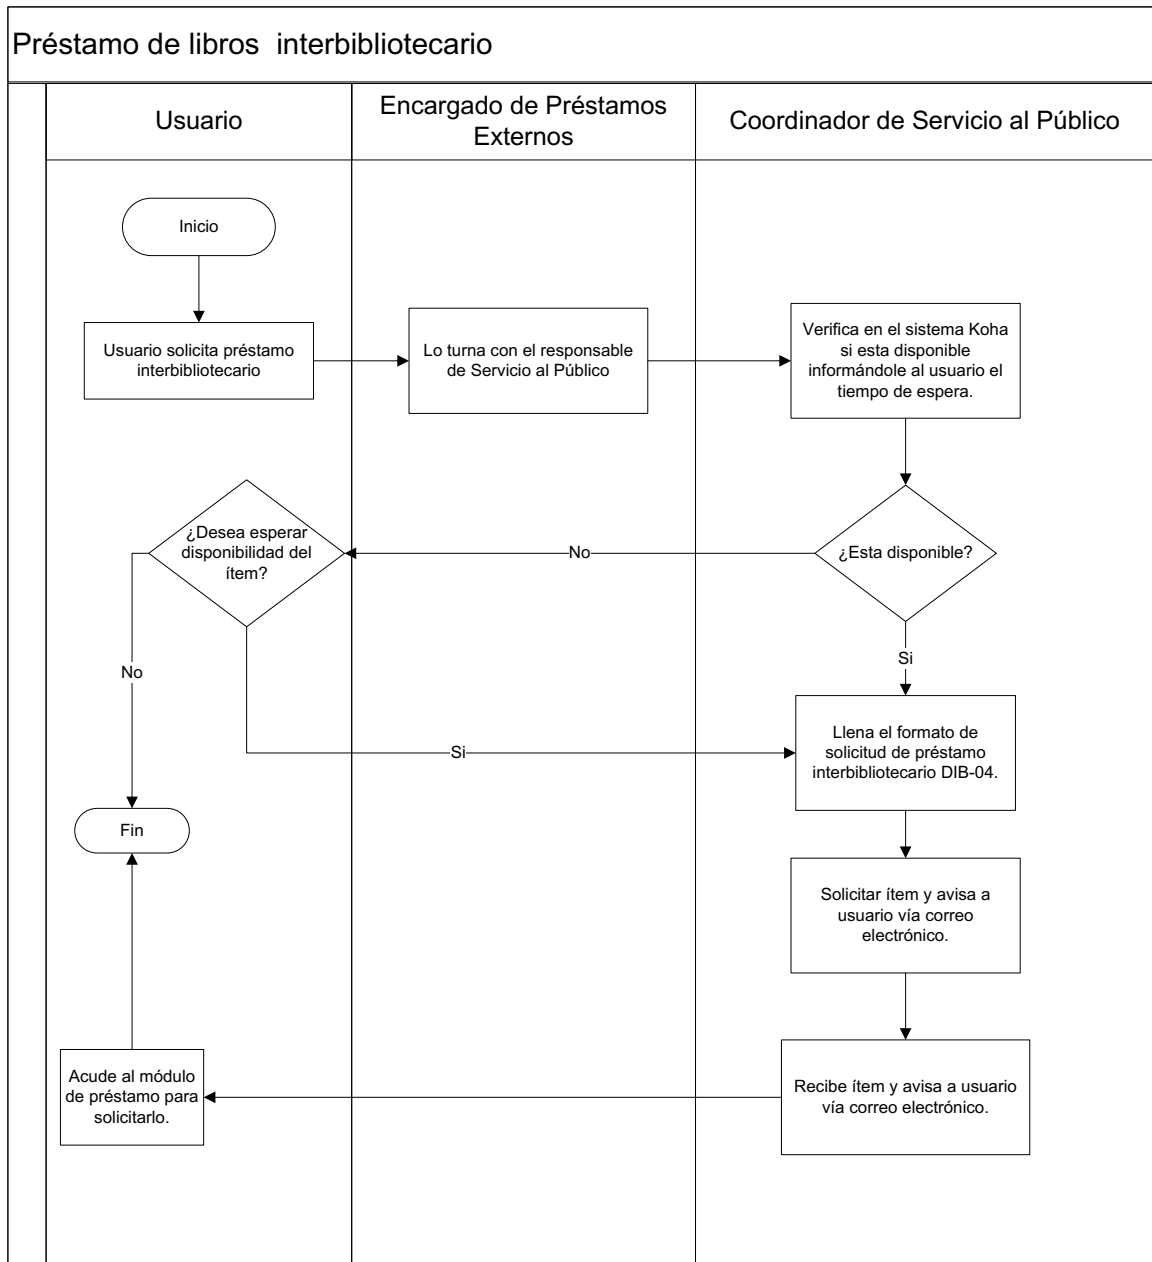 Préstamo de libros  interbibliotecario
Usuario
Encargado de Préstamos
Externos
Coordinador de Servicio al Público
Inicio
Usuario solicita préstamo
interbibliotecario
Lo turna con el responsable
de Servicio al Público
Verifica en el sistema Koha
si esta disponible
informándole al usuario el
tiempo de espera.
¿Desea esperar
disponibilidad del
ítem?
No
¿Esta disponible?
No
Si
Si
Llena el formato de
solicitud de préstamo
interbibliotecario DIB-04.
Fin
Solicitar ítem y avisa a
usuario vía correo
electrónico.
Acude al módulo
de préstamo para
solicitarlo.
Recibe ítem y avisa a usuario
vía correo electrónico.